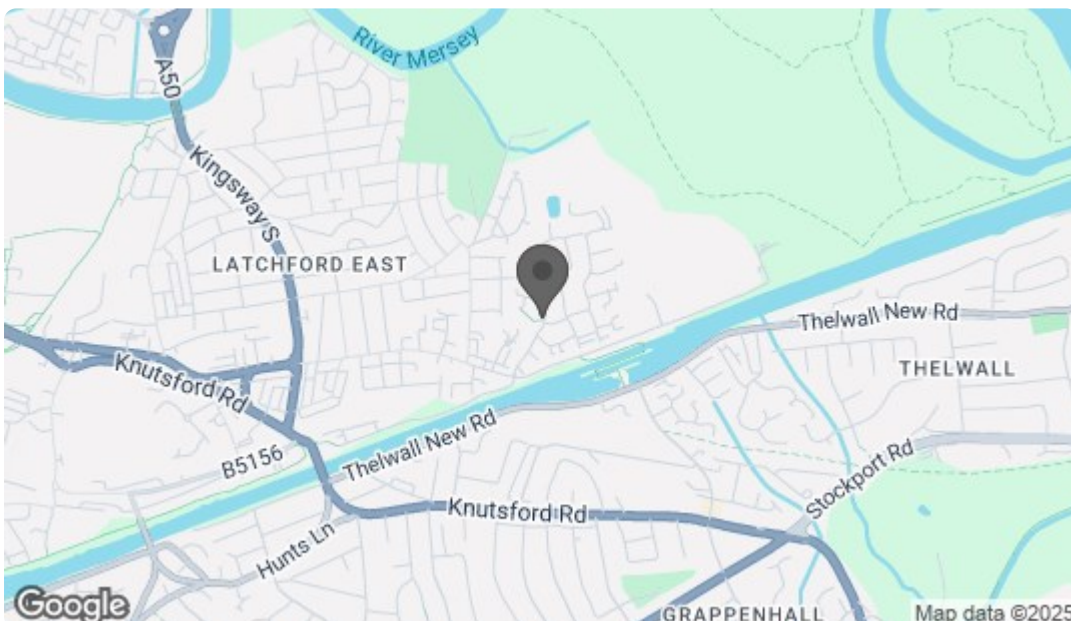 River Mersey
A50
Kingsway S
LATCHFORD EAST
Thelwall New Rd
THELWALL
Knutsford Rd
Thelwall New Rd
B5156
Stockport Rd
Knutsford Rd
Hunts Ln
GRAPPENHALL
Google
Map data ©2025